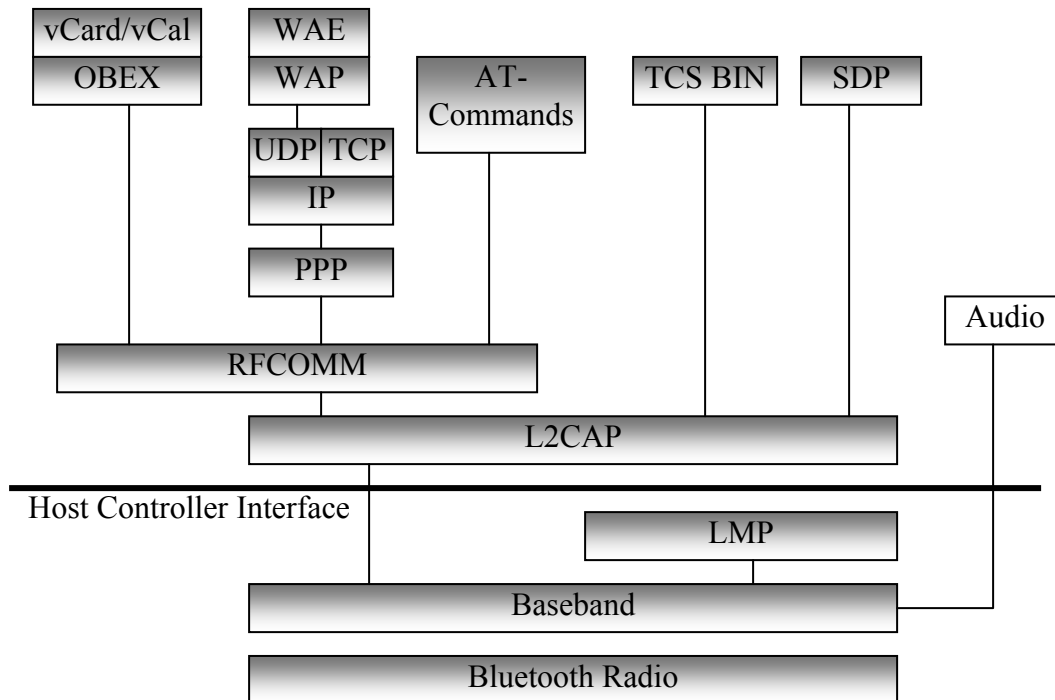 vCard/vCal
OBEX
WAE
WAP
UDP
TCP
IP
PPP
AT-
Commands
TCS BIN
SDP
Audio
RFCOMM
L2CAP
Host Controller Interface
LMP
Baseband
Bluetooth Radio